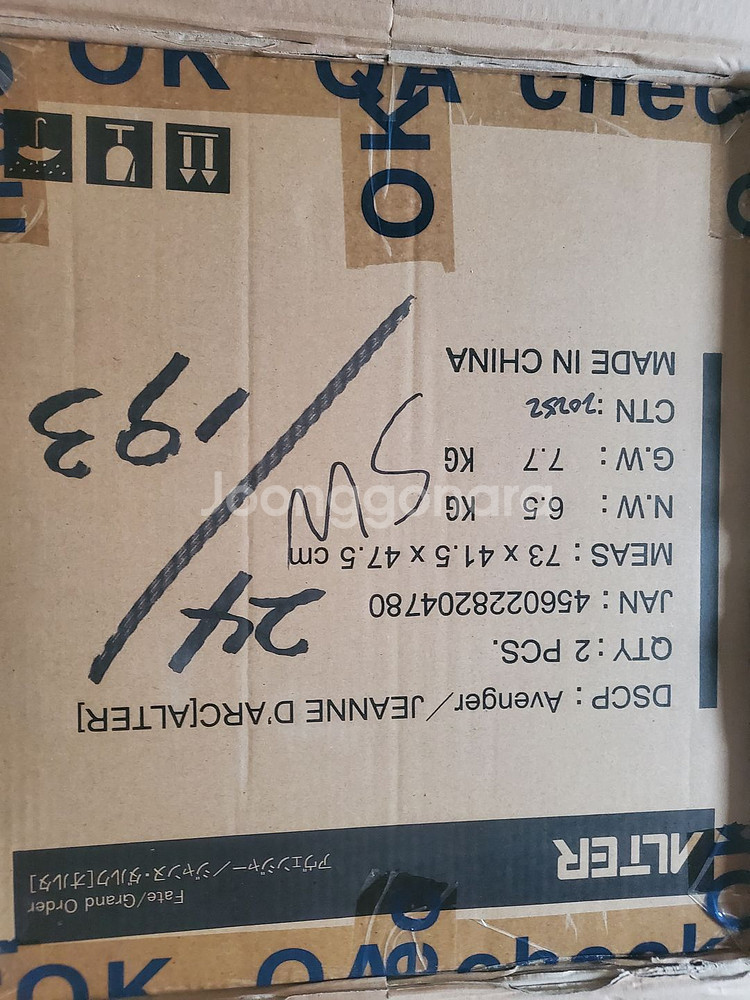 ALTER
Fate/Grand Order
アヴェンジャー／ジャンヌ・ダルク[オルタ]
DSCP : Avenger／JEANNE D'ARC[ALTER]
QTY : 2 PCS.
JAN : 4560228204780
MEAS : 73 x 41.5 x 47.5 cm
N.W : 6.5 KG
G.W : 7.7 KG
CTN : 20252
MADE IN CHINA
24/193
SW
OK QA check
OK
QA check
OK
Joonggonara